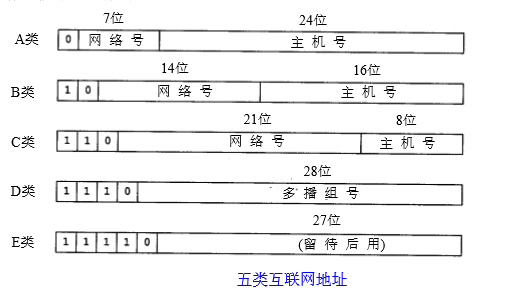 7位 24位
A类 0 网络号 主机号
14位 16位
B类 1 0 网络号 主机号
21位 8位
C类 1 1 0 网络号 主机号
28位
D类 1 1 1 0 多播组号
27位
E类 1 1 1 1 0 (留待后用)
五类互联网地址